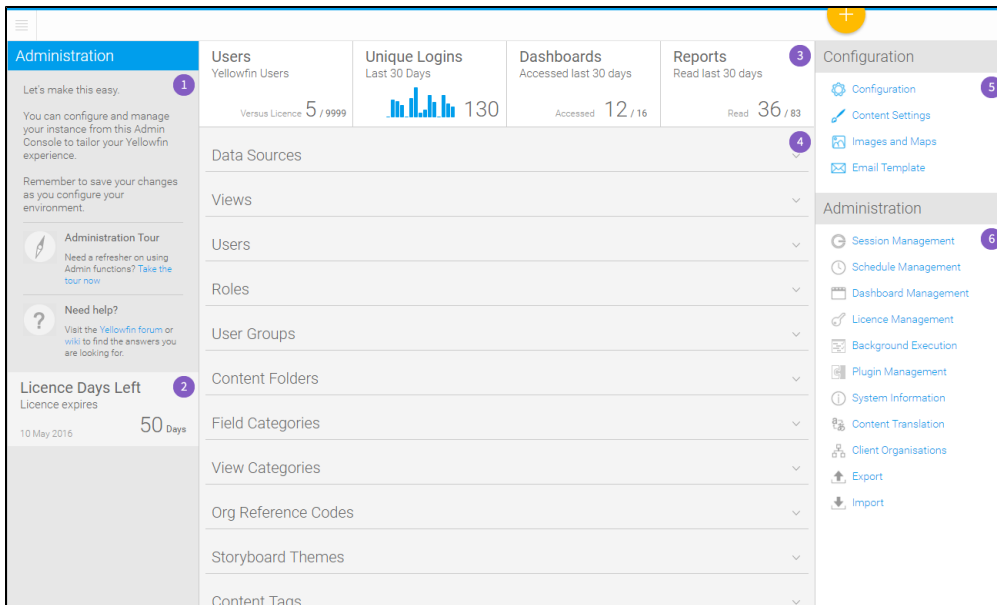 +
Administration
1
Let's make this easy.
You can configure and manage
your instance from this Admin
Console to tailor your Yellowfin
experience.
Remember to save your changes
as you configure your
environment.
Administration Tour
Need a refresher on using
Admin functions? Take the
tour now
?
Need help?
Visit the Yellowfin forum or
wiki to find the answers you
are looking for.
Licence Days Left
2
Licence expires
10 May 2016
50 Days
Users
Yellowfin Users
Versus Licence 5 / 9999
Unique Logins
Last 30 Days
130
Dashboards
Accessed last 30 days
Accessed 12 / 16
Reports
3
Read last 30 days
Read 36 / 83
4
Data Sources
Views
Users
Roles
User Groups
Content Folders
Field Categories
View Categories
Org Reference Codes
Storyboard Themes
Content Tags
Configuration
5
Configuration
Content Settings
Images and Maps
Email Template
Administration
6
Session Management
Schedule Management
Dashboard Management
Licence Management
Background Execution
Plugin Management
System Information
Content Translation
Client Organisations
Export
Import